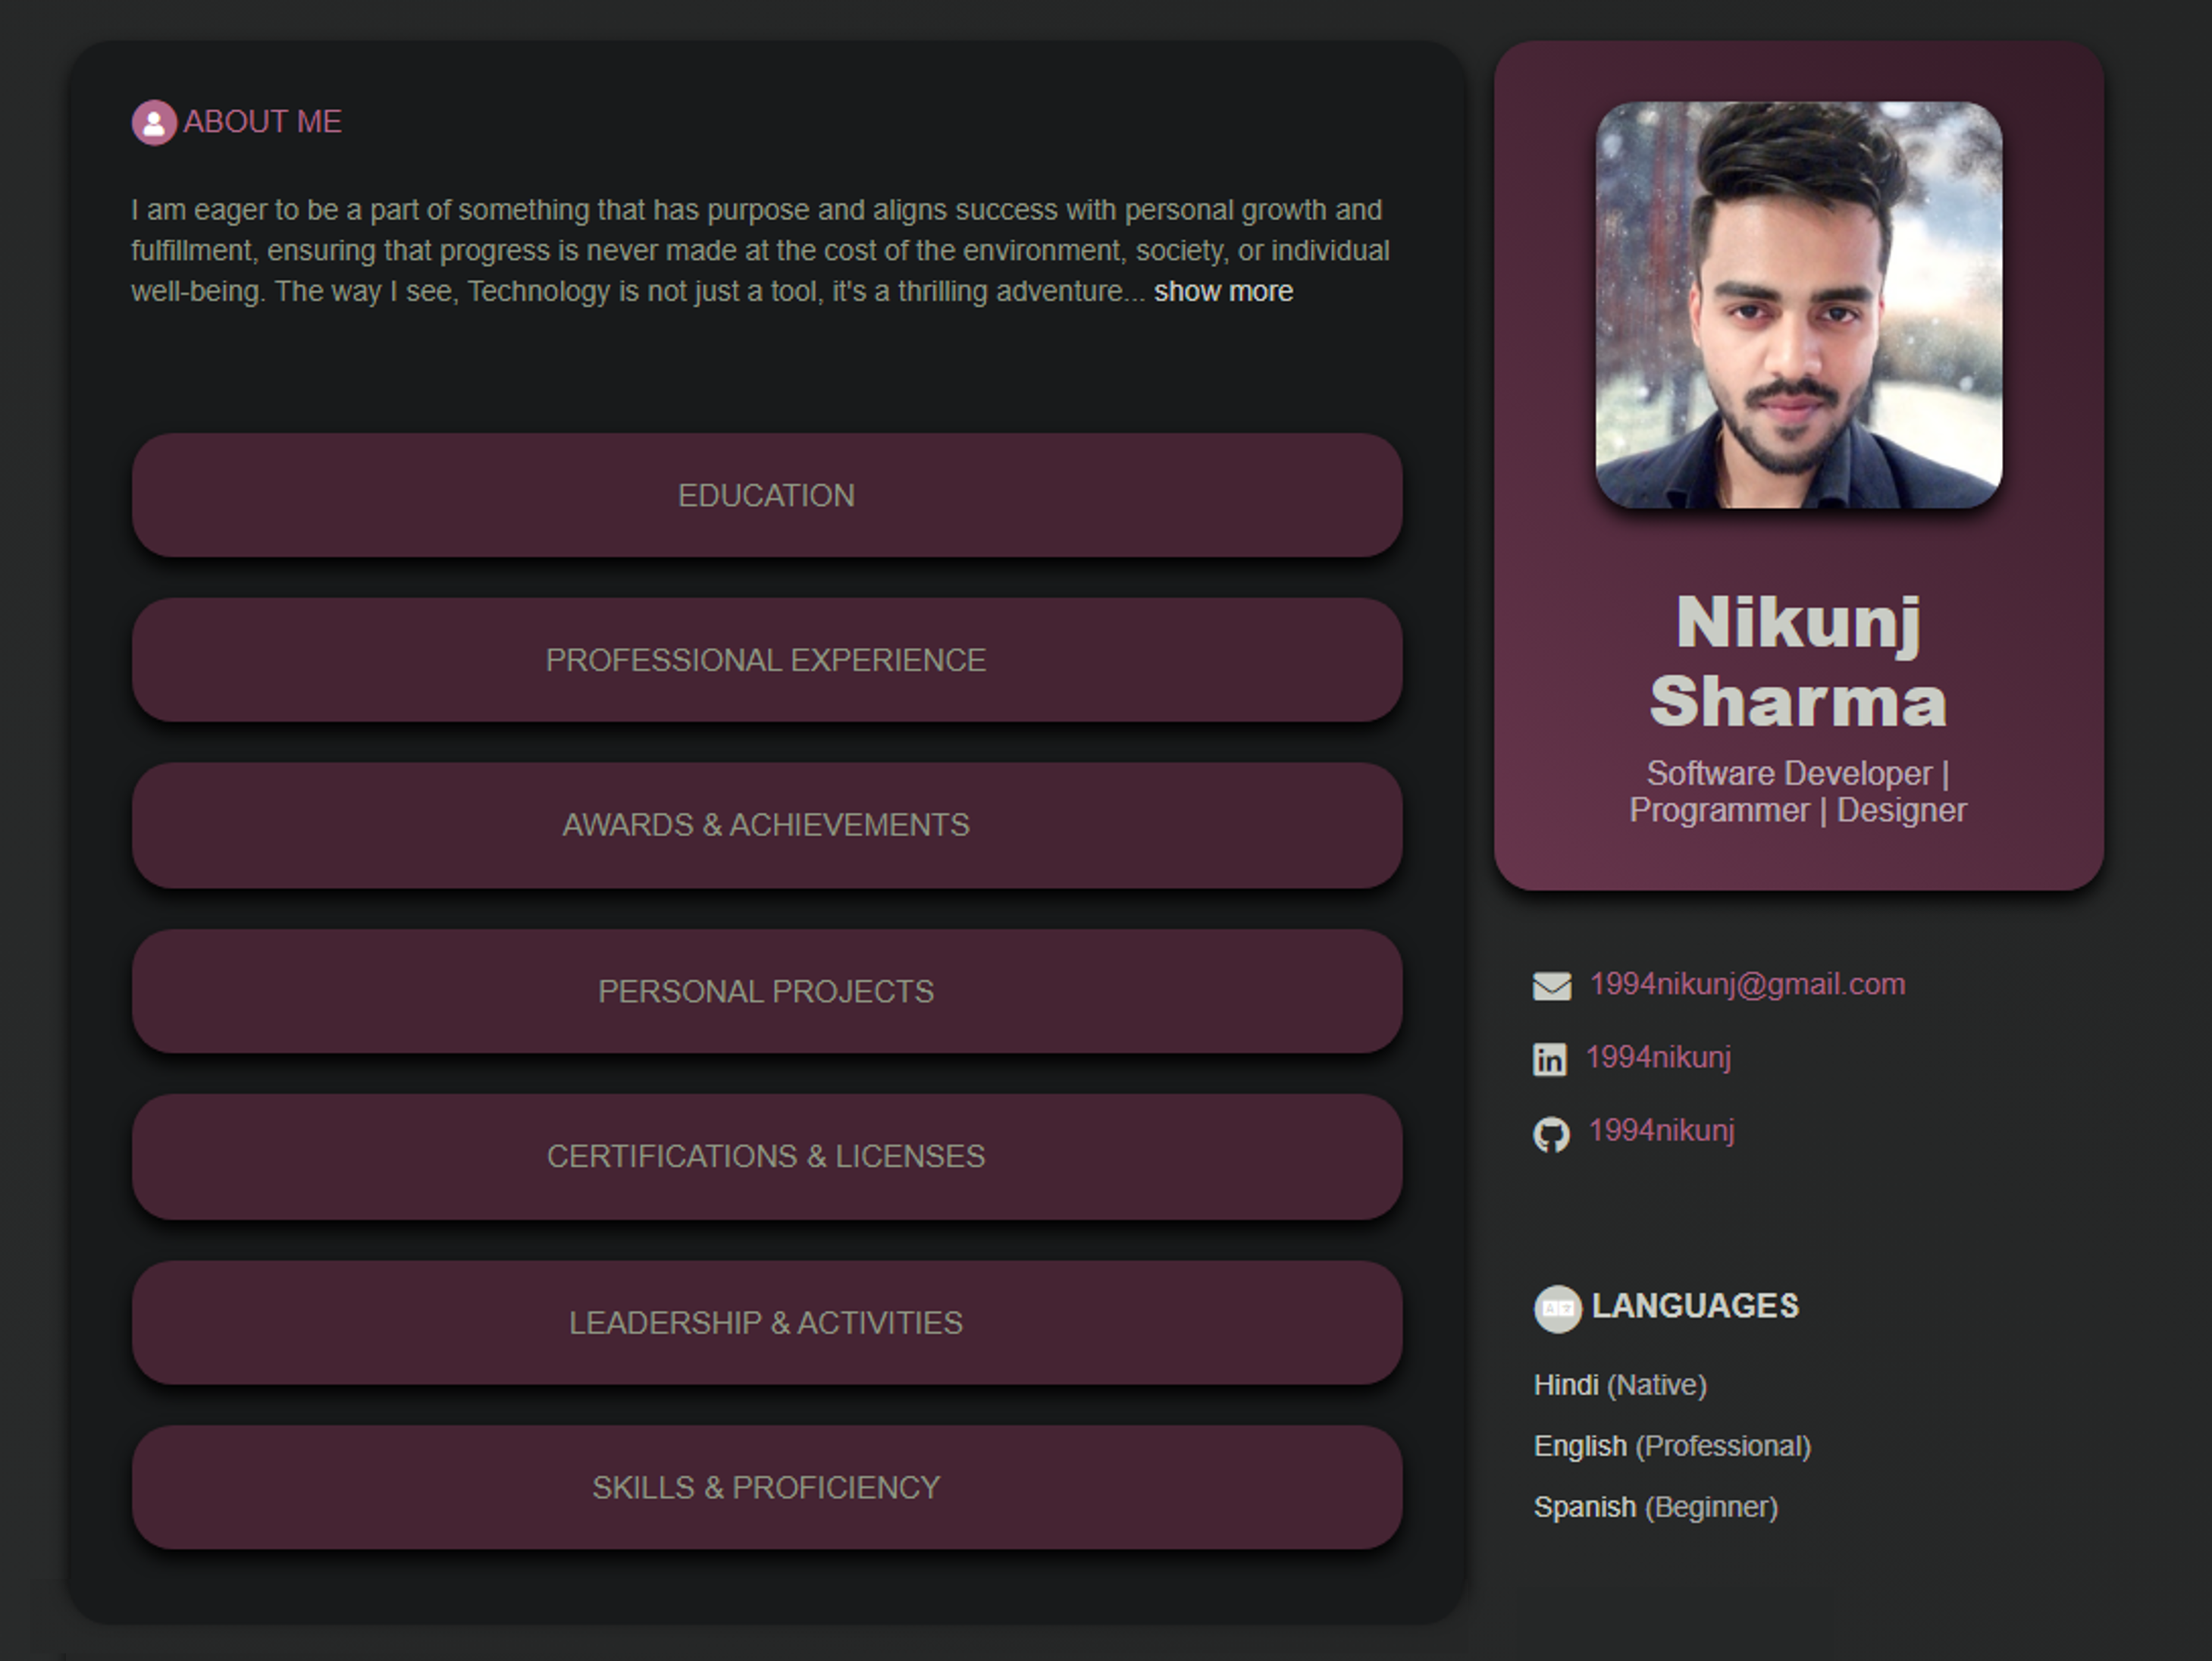 ABOUT ME
I am eager to be a part of something that has purpose and aligns success with personal growth and
fulfillment, ensuring that progress is never made at the cost of the environment, society, or individual
well-being. The way I see, Technology is not just a tool, it's a thrilling adventure... show more
EDUCATION
PROFESSIONAL EXPERIENCE
AWARDS & ACHIEVEMENTS
PERSONAL PROJECTS
CERTIFICATIONS & LICENSES
LEADERSHIP & ACTIVITIES
SKILLS & PROFICIENCY
Nikunj
Sharma
Software Developer |
Programmer | Designer
1994nikunj@gmail.com
in 1994nikunj
1994nikunj
LANGUAGES
Hindi (Native)
English (Professional)
Spanish (Beginner)